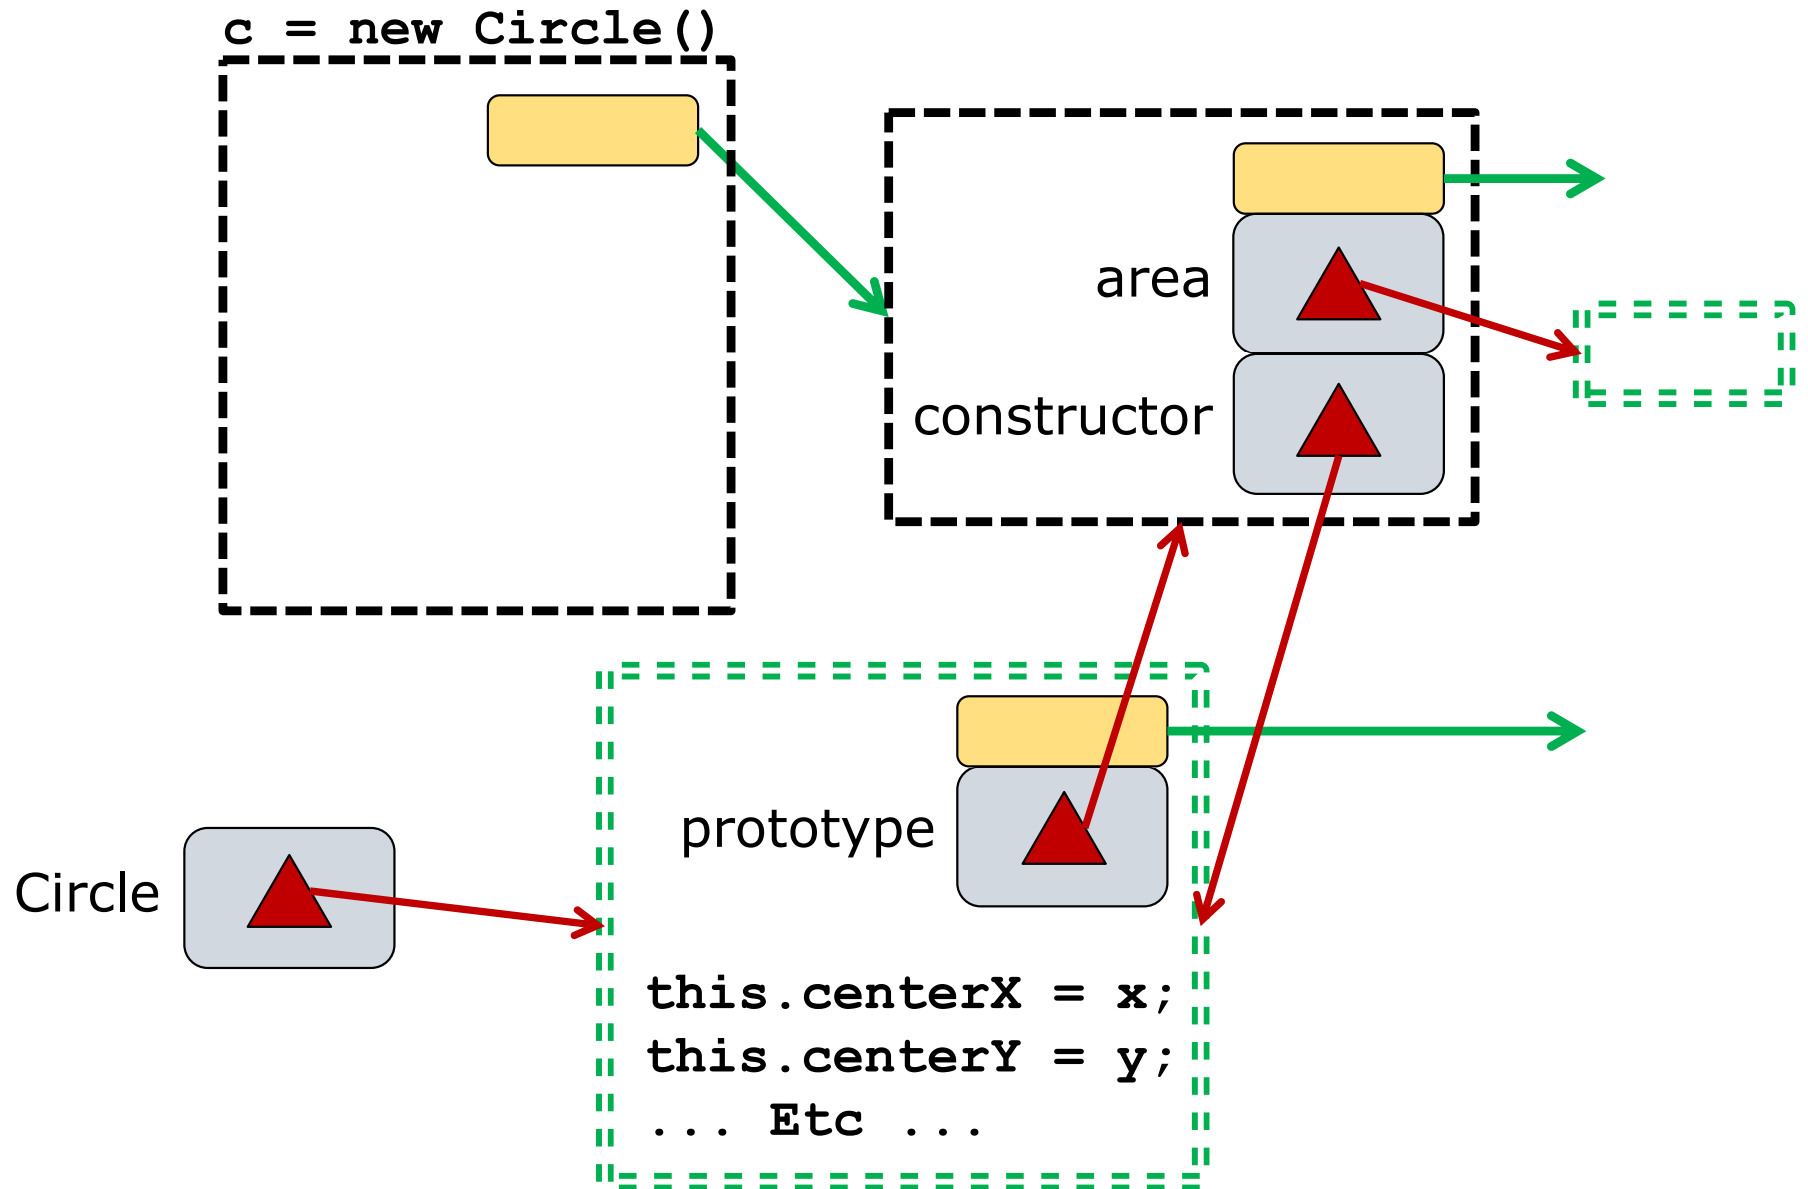 c = new Circle()
area
constructor
prototype
Circle
this.centerX = x;
this.centerY = y;
... Etc ...